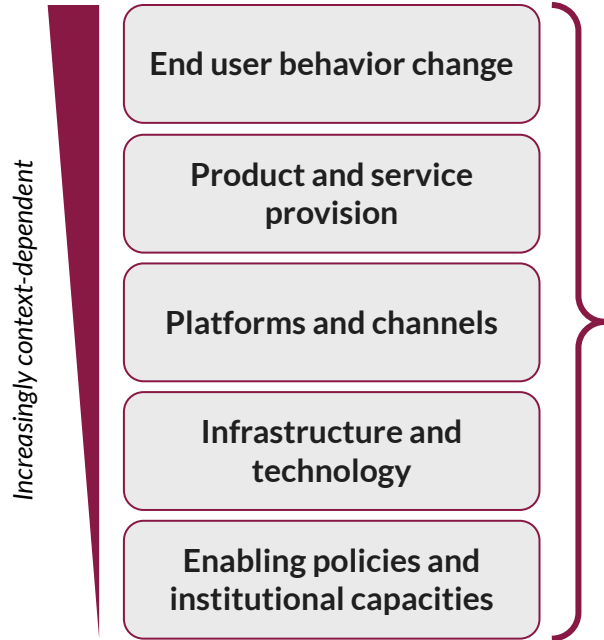 Increasingly context-dependent
End user behavior change
Product and service
provision
Platforms and channels
Infrastructure and
technology
Enabling policies and
institutional capacities